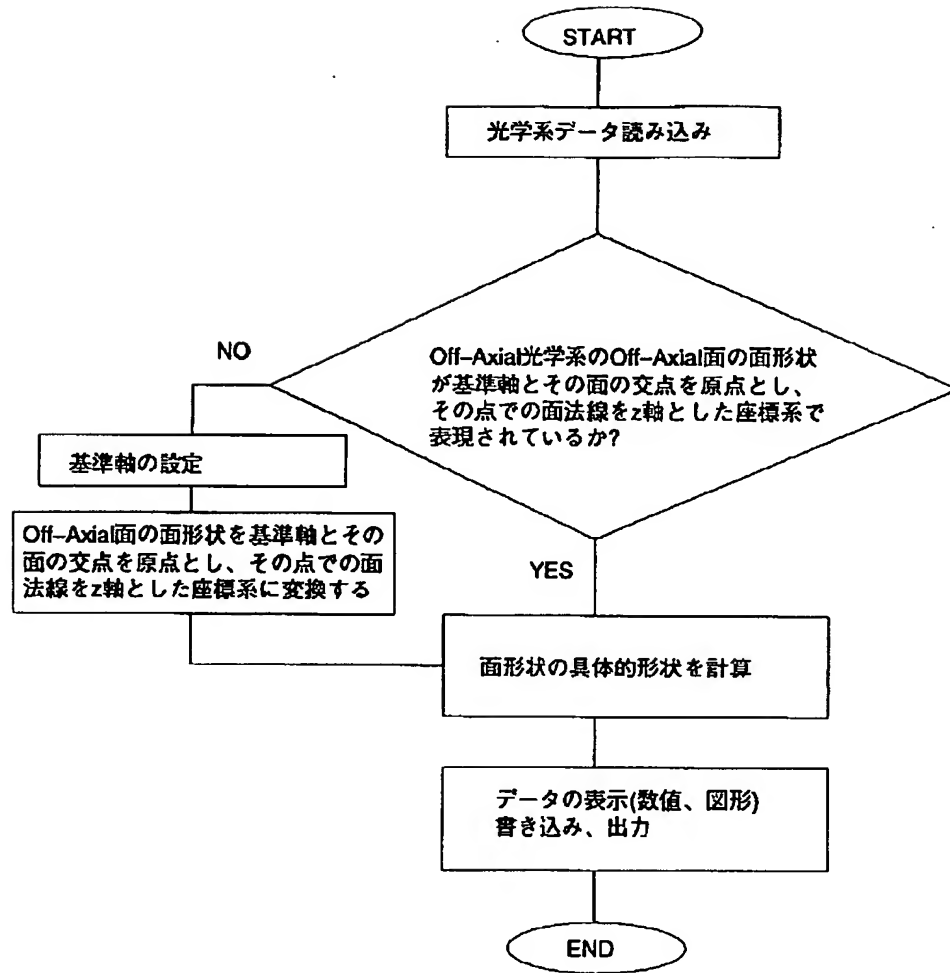 START
光学系データ読み込み
Off-Axial光学系のOff-Axial面の面形状
が基準軸とその面の交点を原点とし、
その点での面法線をz軸とした座標系で
表現されているか?
NO
基準軸の設定
Off-Axial面の面形状を基準軸とその
面の交点を原点とし、その点での面
法線をz軸とした座標系に変換する
YES
面形状の具体的形状を計算
データの表示(数値、図形)
書き込み、出力
END